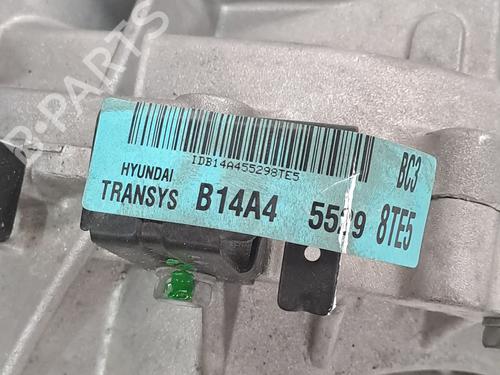 IDB14A455298TE5
BC3
HYUNDAI
TRANSYS B14A4 5529 8TE5
B-PARTS